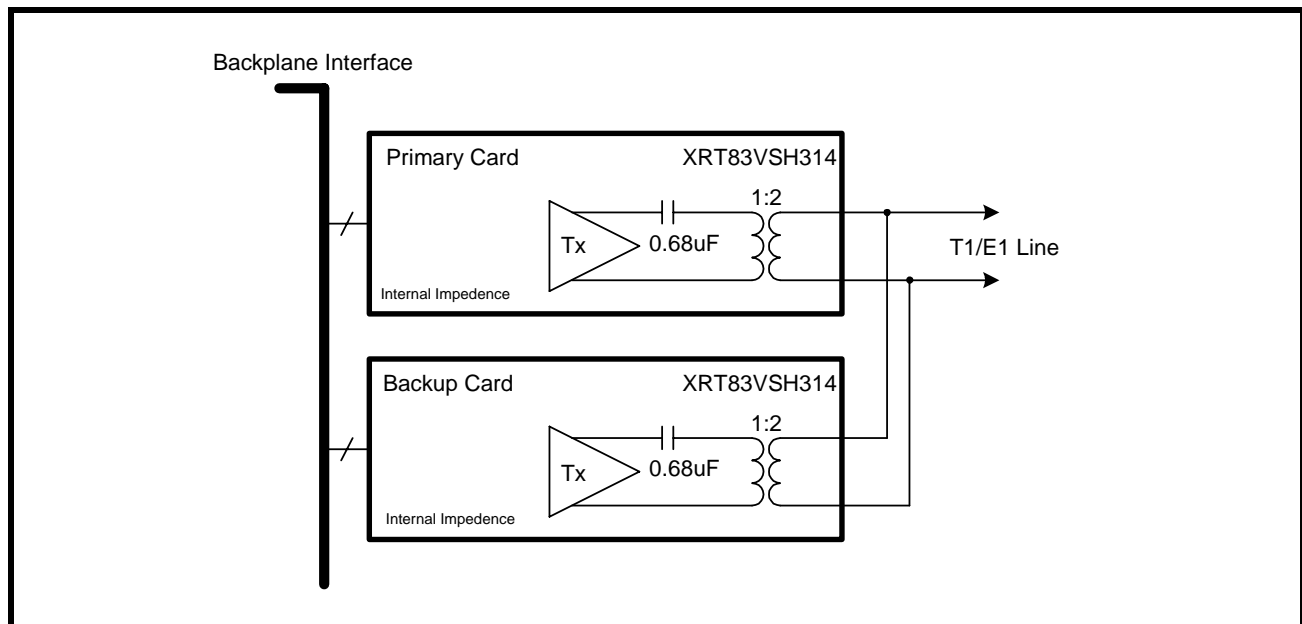 Backplane Interface
Primary Card
XRT83VSH314
1:2
Tx
0.68uF
Internal Impedence
T1/E1 Line
Backup Card
XRT83VSH314
1:2
Tx
0.68uF
Internal Impedence